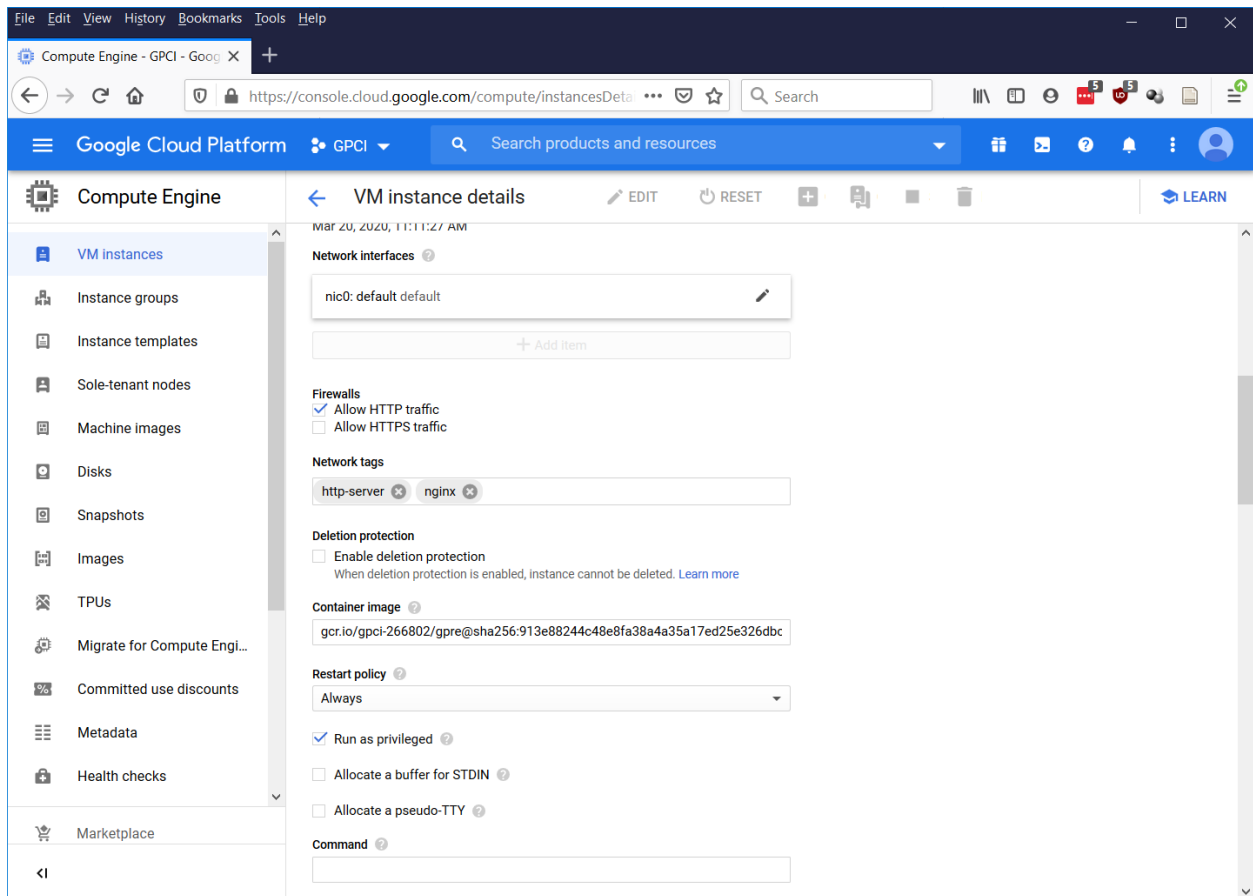 File Edit View History Bookmarks Tools Help
Compute Engine - GPCI - Goog
https://console.cloud.google.com/compute/instancesDeta
Search
5
5
Google Cloud Platform
GPCI
Search products and resources
Compute Engine
VM instance details
EDIT
RESET
LEARN
VM instances
Instance groups
Instance templates
Sole-tenant nodes
Machine images
Disks
Snapshots
Images
TPUs
Migrate for Compute Engi...
Committed use discounts
Metadata
Health checks
Marketplace
Mar 20, 2020, 11:11:27 AM
Network interfaces
nic0: default default
Add item
Firewalls
Allow HTTP traffic
Allow HTTPS traffic
Network tags
http-server
nginx
Deletion protection
Enable deletion protection
When deletion protection is enabled, instance cannot be deleted. Learn more
Container image
gcr.io/gpci-266802/gpre@sha256:913e88244c48e8fa38a4a35a17ed25e326dbc
Restart policy
Always
Run as privileged
Allocate a buffer for STDIN
Allocate a pseudo-TTY
Command